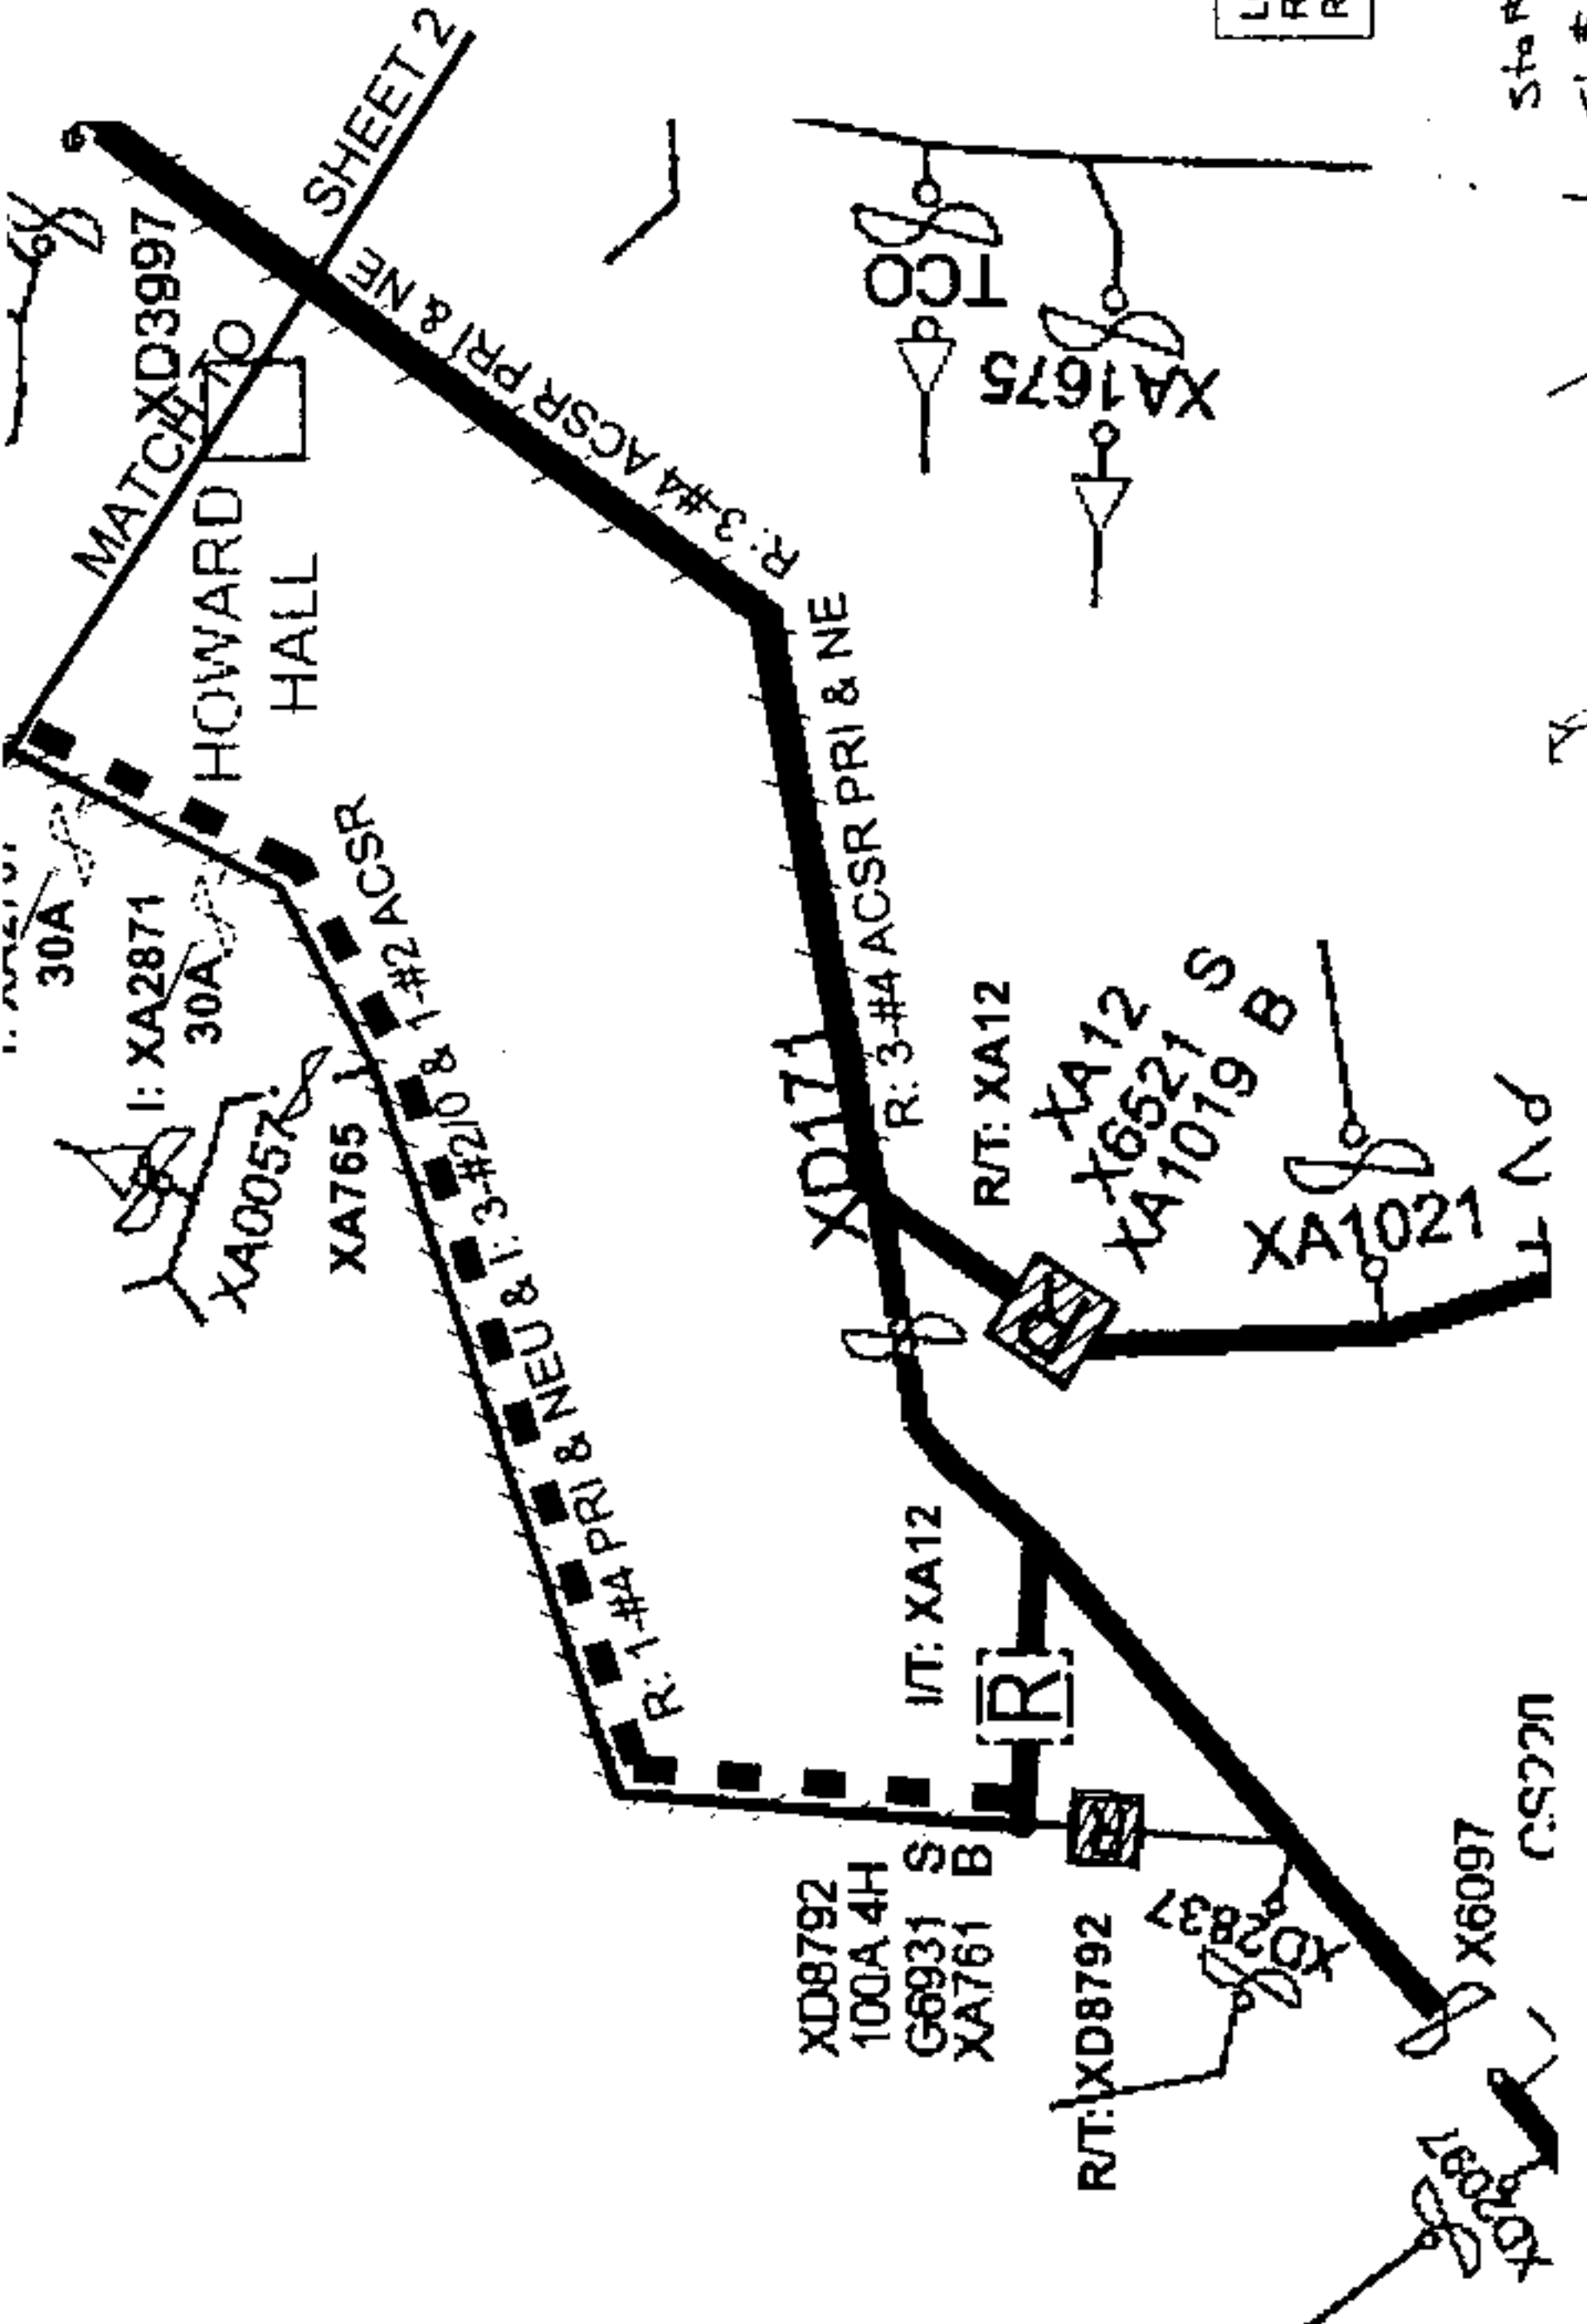 SHEET 2
MATCH TO
XD3997
HOWARD
HALL
30A
I: XA2871
30A
XA0057
XA765
R: 1-#4 PRI & NEU & I: 3-#2/0 & 1-#2 ACSR
R: 3-#4 ACSR PRI & NE
R: 3-#4 ACSR PRI & NE
TCO
XA1675
X0171
R/T: XA12
XA12
X6521 S
XA1019 B
XA1021
I/T: XA12
R
R
R
XD8792
100A 4H
G6931 S
XA761 B
R/T: XD8792
X02837
X6097